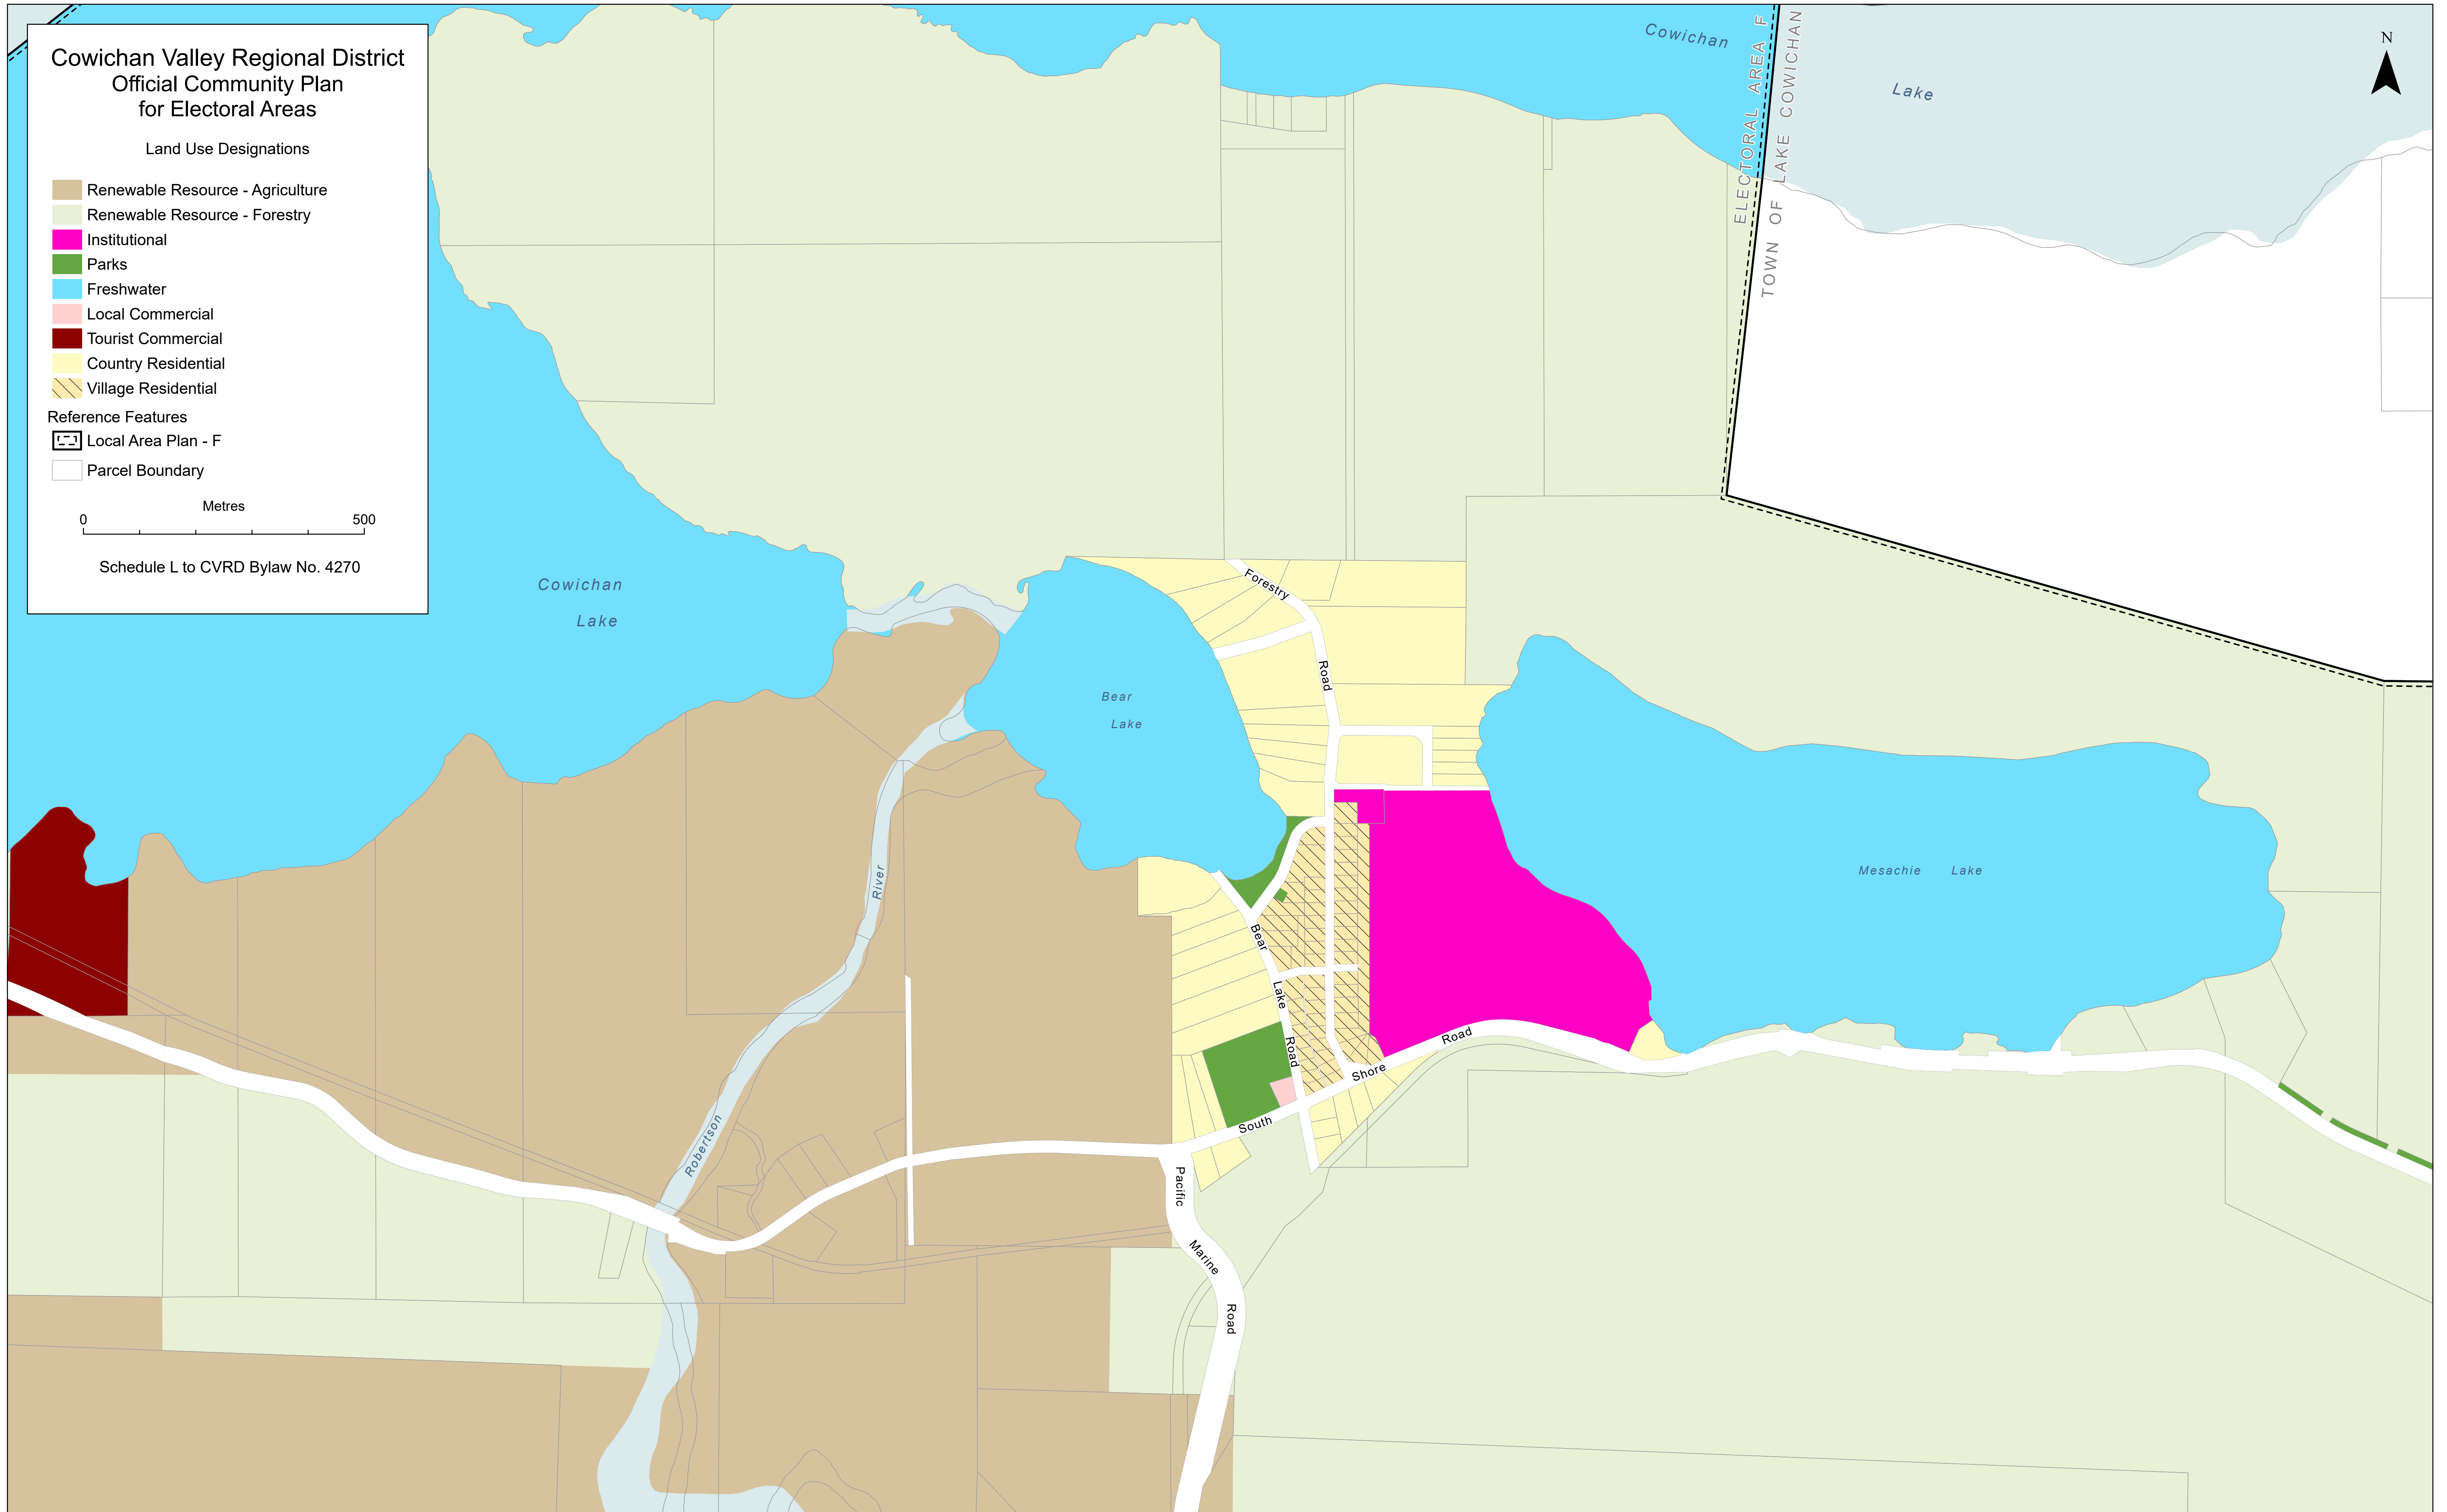 Cowichan Valley Regional District
Official Community Plan
for Electoral Areas
Land Use Designations
Renewable Resource - Agriculture
Renewable Resource - Forestry
Institutional
Parks
Freshwater
Local Commercial
Tourist Commercial
Country Residential
Village Residential
Reference Features
Local Area Plan - F
Parcel Boundary
Metres
0 500
Schedule L to CVRD Bylaw No. 4270
Cowichan
Lake
ELECTORAL AREA F
TOWN OF LAKE COWICHAN
N
Cowichan
Lake
Forestry
Road
Bear
Lake
Mesachie Lake
River
Robertson
Bear
Lake
Road
South
Shore
Road
Pacific
Marine
Road